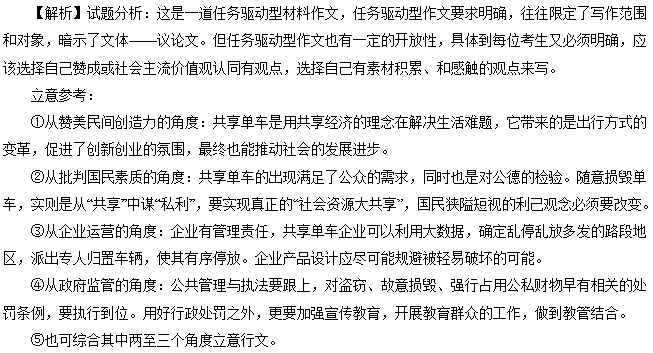 【解析】试题分析：这是一道任务驱动型材料作文，任务驱动型作文要求明确，往往限定了写作范围
和对象，暗示了文体——议论文。但任务驱动型作文也有一定的开放性，具体到每位考生又必须明确，应
该选择自己赞成或社会主流价值观认同有观点，选择自己有素材积累、和感触的观点来写。
立意参考：
①从赞美民间创造力的角度：共享单车是用共享经济的理念在解决生活难题，它带来的是出行方式的
变革，促进了创新创业的氛围，最终也能推动社会的发展进步。
②从批判国民素质的角度：共享单车的出现满足了公众的需求，同时也是对公德的检验。随意损毁单
车，实则是从“共享”中谋“私利”，要实现真正的“社会资源大共享”，国民狭隘短视的利己观念必须要改变。
③从企业运营的角度：企业有管理责任，共享单车企业可以利用大数据，确定乱停乱放多发的路段地
区，派出专人归置车辆，使其有序停放。企业产品设计应尽可能规避被轻易破坏的可能。
④从政府监管的角度：公共管理与执法要跟上，对盗窃、故意损毁、强行占用公私财物早有相关的处
罚条例，要执行到位。用好行政处罚之外，更要加强宣传教育，开展教育群众的工作，做到教管结合。
⑤也可综合其中两至三个角度立意行文。